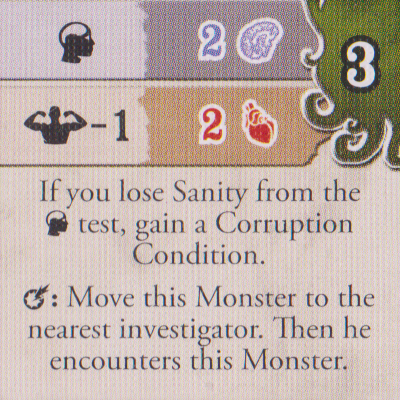 2
3
-1 2
If you lose Sanity from the
test, gain a Corruption
Condition.
: Move this Monster to the
nearest investigator. Then he
encounters this Monster.